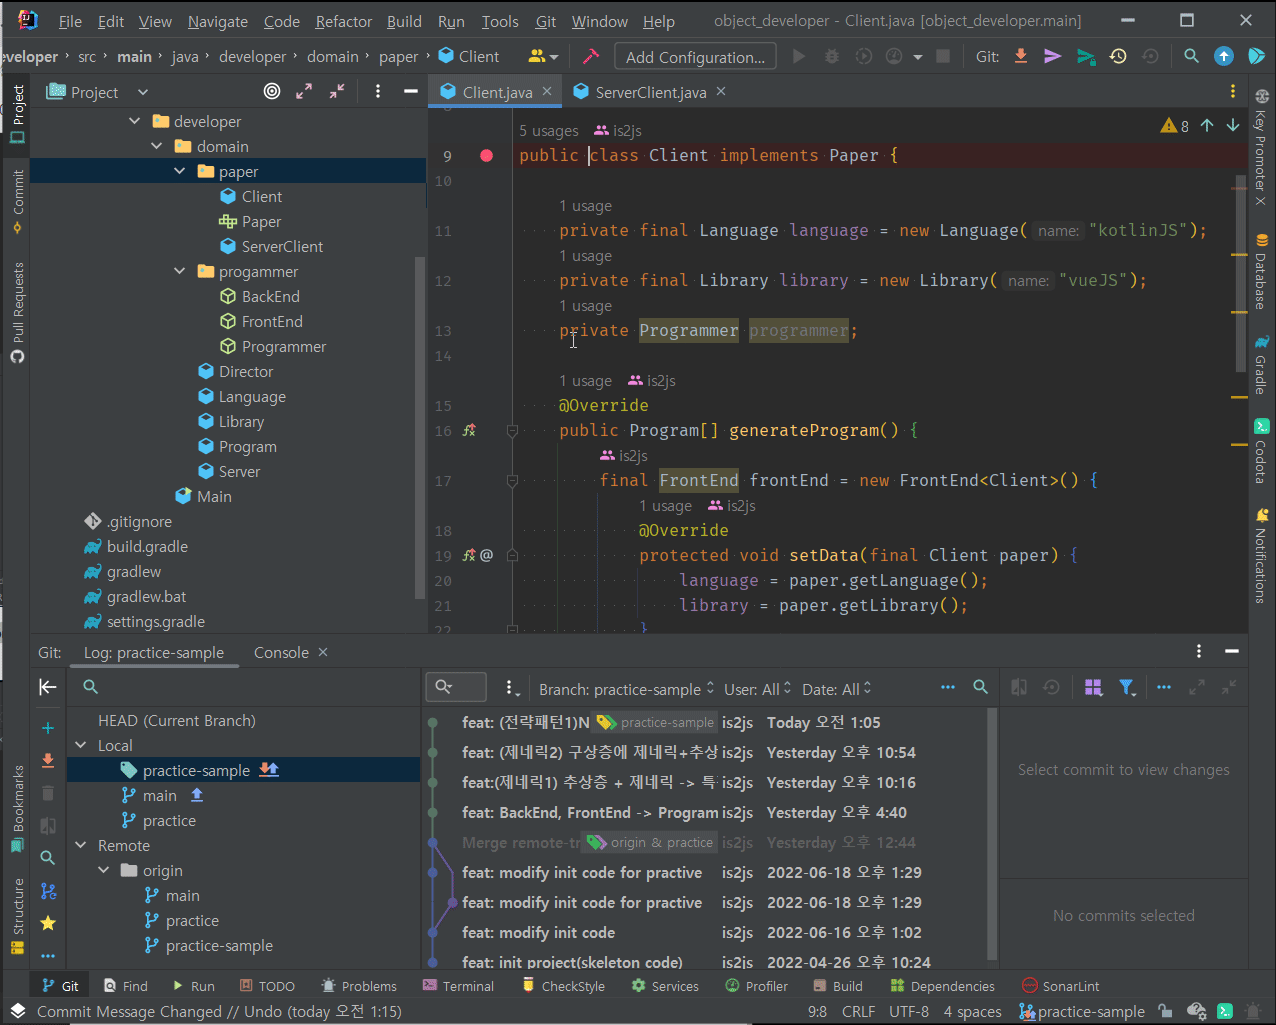 File Edit View Navigate Code Refactor Build Run Tools Git Window Help object_developer - Client.java [object_developer.main]
eveloper › src › main › java › developer › domain › paper › Client Add Configuration... Git:
Project
Client.java × ServerClient.java ×
developer
domain
paper
Client
Paper
ServerClient
progammer
BackEnd
FrontEnd
Programmer
Director
Language
Library
Program
Server
Main
.gitignore
build.gradle
gradlew
gradlew.bat
settings.gradle
5 usages is2js
8
9 public class Client implements Paper {
10
1 usage
11 private final Language language = new Language( name: "kotlinJS");
1 usage
12 private final Library library = new Library( name: "vueJS");
1 usage
13 private Programmer programmer;
14
1 usage is2js
15 @Override
16 public Program[] generateProgram() {
is2js
17 final FrontEnd frontEnd = new FrontEnd<Client>() {
1 usage is2js
18 @Override
19 @ protected void setData(final Client paper) {
20 language = paper.getLanguage();
21 library = paper.getLibrary();
22 }
Project
Commit
Pull Requests
Bookmarks
Structure
Key Promoter X
Database
Gradle
Codota
Notifications
Git: Log: practice-sample Console ×
Branch: practice-sample User: All Date: All
HEAD (Current Branch)
Local
practice-sample
main
practice
Remote
origin
main
practice
practice-sample
feat: (전략패턴1)N practice-sample is2js Today 오전 1:05
feat: (제네릭2) 구상층에 제네릭+추상 is2js Yesterday 오후 10:54
feat:(제네릭1) 추상층 + 제네릭 -> 특 is2js Yesterday 오후 10:16
feat: BackEnd, FrontEnd -> Program is2js Yesterday 오후 4:40
Merge remote-tr origin & practice is2js Yesterday 오후 12:44
feat: modify init code for practive is2js 2022-06-18 오후 1:29
feat: modify init code for practive is2js 2022-06-18 오후 1:29
feat: modify init code is2js 2022-06-16 오후 1:02
feat: init project(skeleton code) is2js 2022-04-26 오후 10:24
Select commit to view changes
No commits selected
Git Find Run TODO Problems Terminal CheckStyle Services Profiler Build Dependencies SonarLint
Commit Message Changed // Undo (today 오전 1:15) 9:8 CRLF UTF-8 4 spaces practice-sample